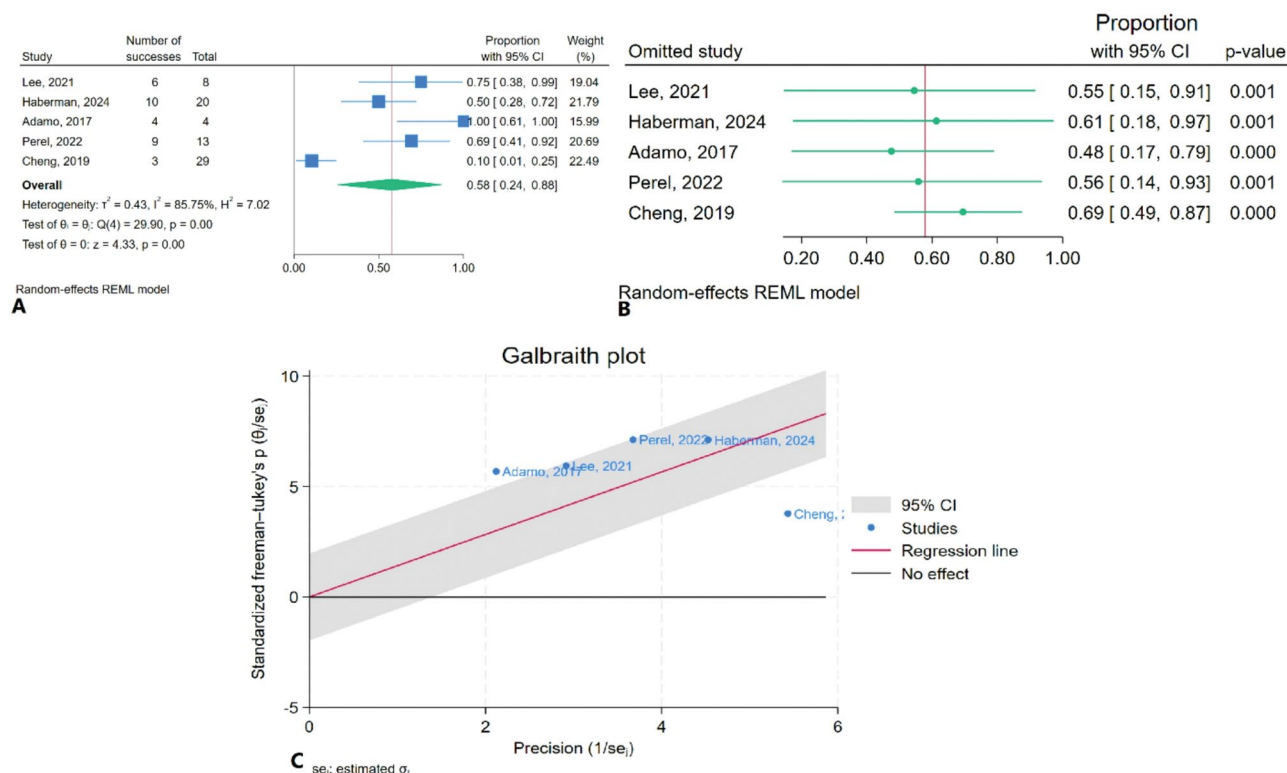 Number of Proportion Weight
Study successes Total with 95% CI (%)
Lee, 2021 6 8 0.75 [ 0.38, 0.99] 19.04
Haberman, 2024 10 20 0.50 [ 0.28, 0.72] 21.79
Adamo, 2017 4 4 1.00 [ 0.61, 1.00] 15.99
Perel, 2022 9 13 0.69 [ 0.41, 0.92] 20.69
Cheng, 2019 3 29 0.10 [ 0.01, 0.25] 22.49
Overall 0.58 [ 0.24, 0.88]
Heterogeneity: τ² = 0.43, I² = 85.75%, H² = 7.02
Test of θᵢ = θⱼ: Q(4) = 29.90, p = 0.00
Test of θ = 0: z = 4.33, p = 0.00
0.00 0.50 1.00
Random-effects REML model
A
Proportion
Omitted study with 95% CI p-value
Lee, 2021 0.55 [ 0.15, 0.91] 0.001
Haberman, 2024 0.61 [ 0.18, 0.97] 0.001
Adamo, 2017 0.48 [ 0.17, 0.79] 0.000
Perel, 2022 0.56 [ 0.14, 0.93] 0.001
Cheng, 2019 0.69 [ 0.49, 0.87] 0.000
0.20 0.40 0.60 0.80 1.00
Random-effects REML model
B
Galbraith plot
Standardized freeman–tukey's p (θⱼ/seⱼ)
10
5
0
-5
Adamo, 2017
Lee, 2021
Perel, 2022
Haberman, 2024
Cheng,
0 2 4 6
Precision (1/seⱼ)
95% CI
Studies
Regression line
No effect
C
seⱼ: estimated σⱼ